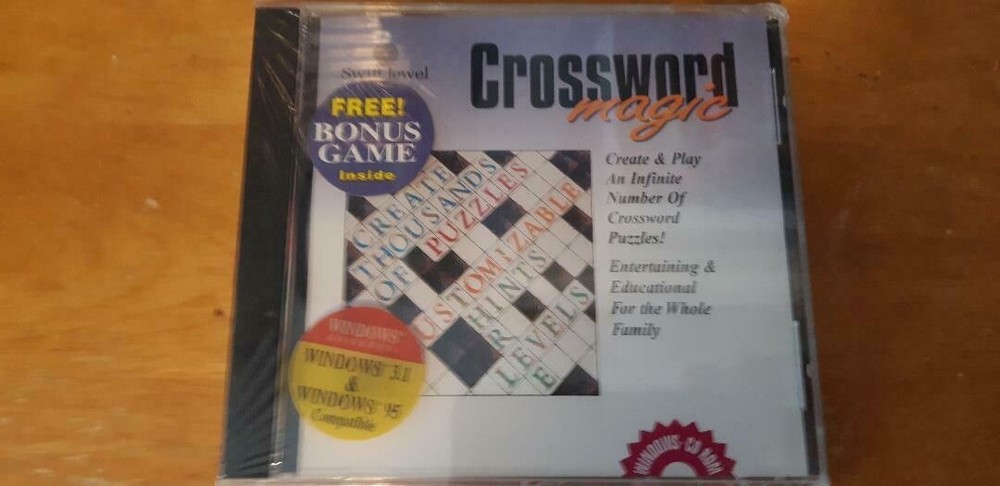 Swift Jewel
Crossword
magic
FREE!
BONUS
GAME
Inside
Create & Play
An Infinite
Number Of
Crossword
Puzzles!
Entertaining &
Educational
For the Whole
Family
CREATE
THOUSANDS
OF PUZZLES
CUSTOMIZABLE
HINTS
LEVELS
WINDOWS
WINDOWS 3.1
&
WINDOWS 95
Compatible
WINDOWS CD ROM